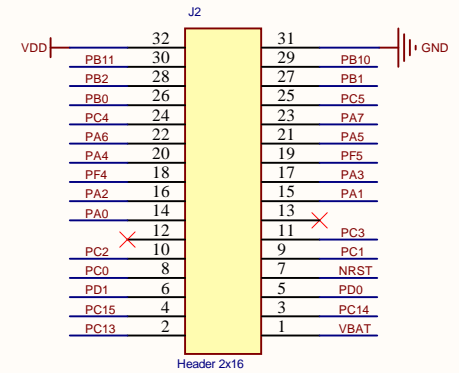 J2
VDD 32 31 GND
PB11 30 29 PB10
PB2 28 27 PB1
PB0 26 25 PC5
PC4 24 23 PA7
PA6 22 21 PA5
PA4 20 19 PF5
PF4 18 17 PA3
PA2 16 15 PA1
PA0 14 13
12 11 PC3
PC2 10 9 PC1
PC0 8 7 NRST
PD1 6 5 PD0
PC15 4 3 PC14
PC13 2 1 VBAT
Header 2x16